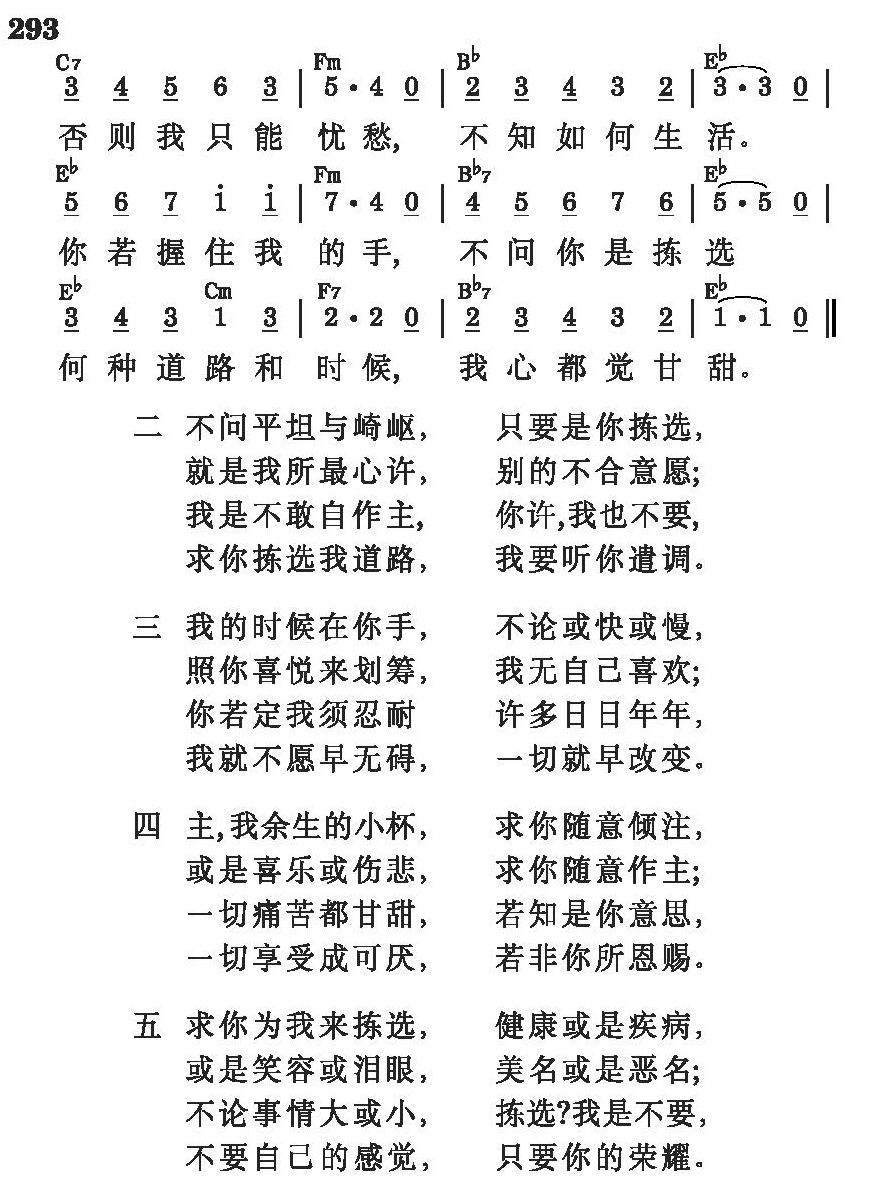 293
C7 Fm B♭ E♭
3 4 5 6 3 | 5 · 4 0 | 2 3 4 3 2 | 3 · 3 0 |
否则我只能忧愁, 不知如何生活。
E♭ Fm B♭7 E♭
5 6 7 i i | 7 · 4 0 | 4 5 6 7 6 | 5 · 5 0 |
你若握住我的手, 不问你是拣选
E♭ Cm F7 B♭7 E♭
3 4 3 1 3 | 2 · 2 0 | 2 3 4 3 2 | 1 · 1 0 ‖
何种道路和时候, 我心都觉甘甜。
二 不问平坦与崎岖, 只要是你拣选,
就是我所最心许, 别的不合意愿;
我是不敢自作主, 你许,我也不要,
求你拣选我道路, 我要听你遣调。
三 我的时候在你手, 不论或快或慢,
照你喜悦来划筹, 我无自己喜欢;
你若定我须忍耐 许多日日年年,
我就不愿早无碍, 一切就早改变。
四 主,我余生的小杯, 求你随意倾注,
或是喜乐或伤悲, 求你随意作主;
一切痛苦都甘甜, 若知是你意思,
一切享受成可厌, 若非你所恩赐。
五 求你为我来拣选, 健康或是疾病,
或是笑容或泪眼, 美名或是恶名;
不论事情大或小, 拣选?我是不要,
不要自己的感觉, 只要你的荣耀。